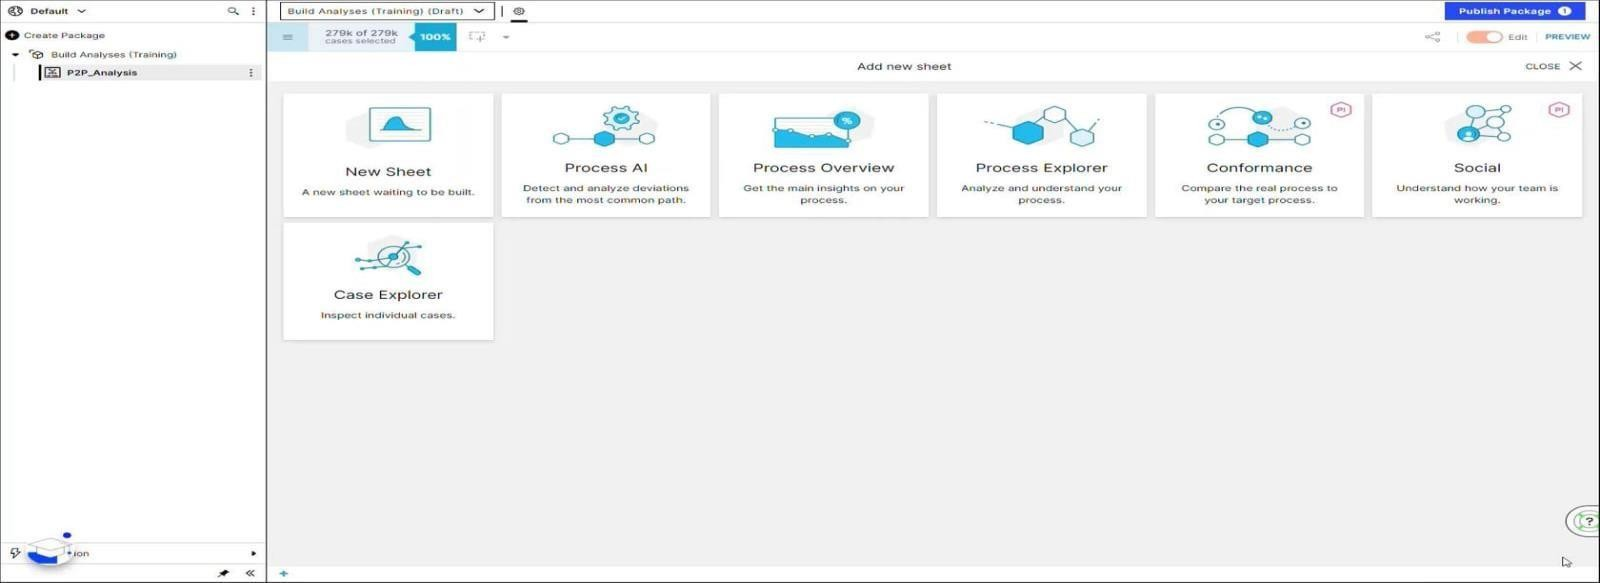 Default
Build Analyses (Training) (Draft)
Publish Package 1
Create Package
279k of 279k
cases selected
100%
Edit
PREVIEW
Build Analyses (Training)
Add new sheet
CLOSE
P2P_Analysis
New Sheet
A new sheet waiting to be built.
Process AI
Detect and analyze deviations
from the most common path.
%
Process Overview
Get the main insights on your
process.
Process Explorer
Analyze and understand your
process.
PI
Conformance
Compare the real process to
your target process.
PI
Social
Understand how your team is
working.
Case Explorer
Inspect individual cases.
?
ion